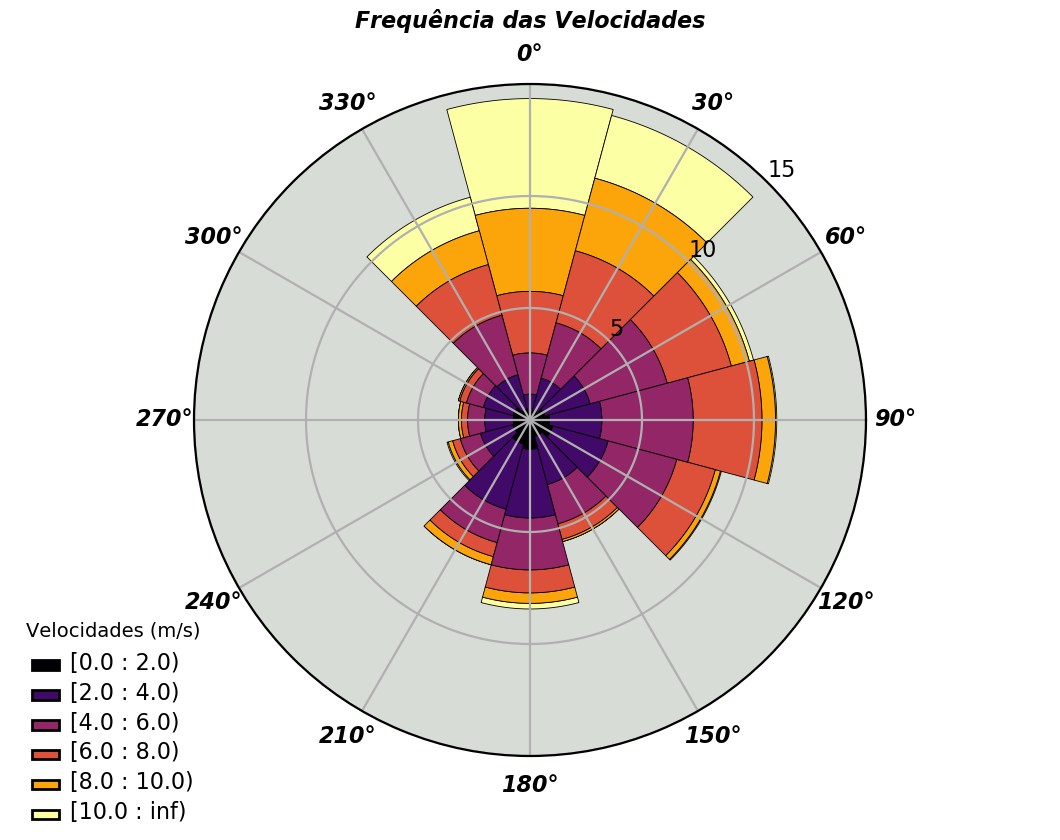 Frequência das Velocidades
0°
330°
30°
15
300°
60°
10
5
270°
90°
240°
120°
210°
150°
180°
Velocidades (m/s)
[0.0 : 2.0)
[2.0 : 4.0)
[4.0 : 6.0)
[6.0 : 8.0)
[8.0 : 10.0)
[10.0 : inf)